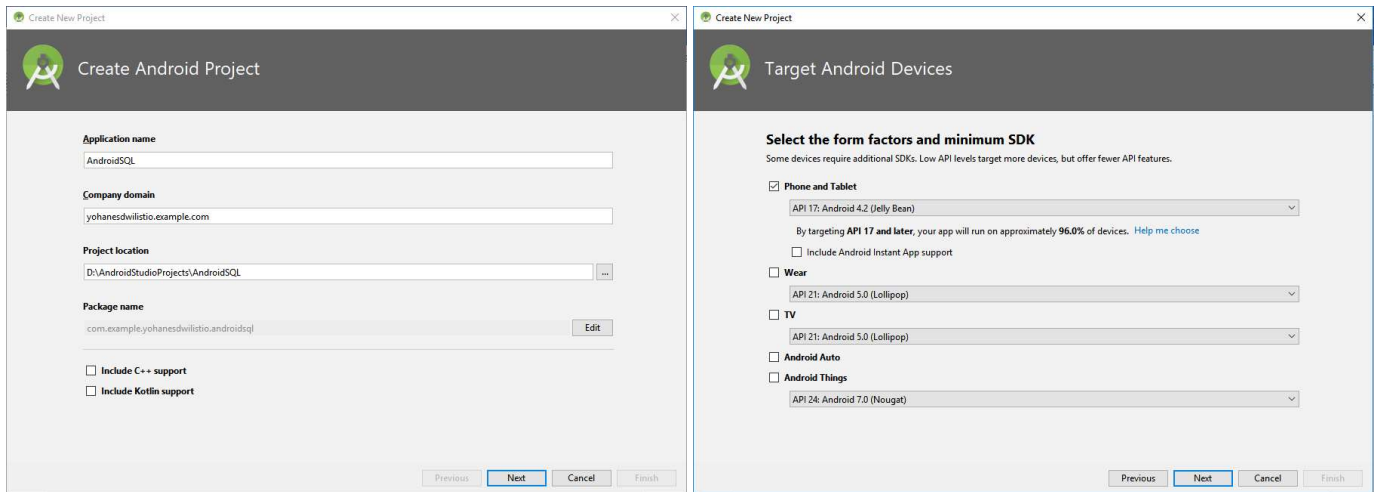 Create New Project
Create Android Project
Application name
AndroidSQL
Company domain
yohanesdwilistio.example.com
Project location
D:\AndroidStudioProjects\AndroidSQL
...
Package name
com.example.yohanesdwilistio.androidsql
Edit
Include C++ support
Include Kotlin support
Previous
Next
Cancel
Finish
Create New Project
Target Android Devices
Select the form factors and minimum SDK
Some devices require additional SDKs. Low API levels target more devices, but offer fewer API features.
Phone and Tablet
API 17: Android 4.2 (Jelly Bean)
By targeting API 17 and later, your app will run on approximately 96.0% of devices. Help me choose
Include Android Instant App support
Wear
API 21: Android 5.0 (Lollipop)
TV
API 21: Android 5.0 (Lollipop)
Android Auto
Android Things
API 24: Android 7.0 (Nougat)
Previous
Next
Cancel
Finish